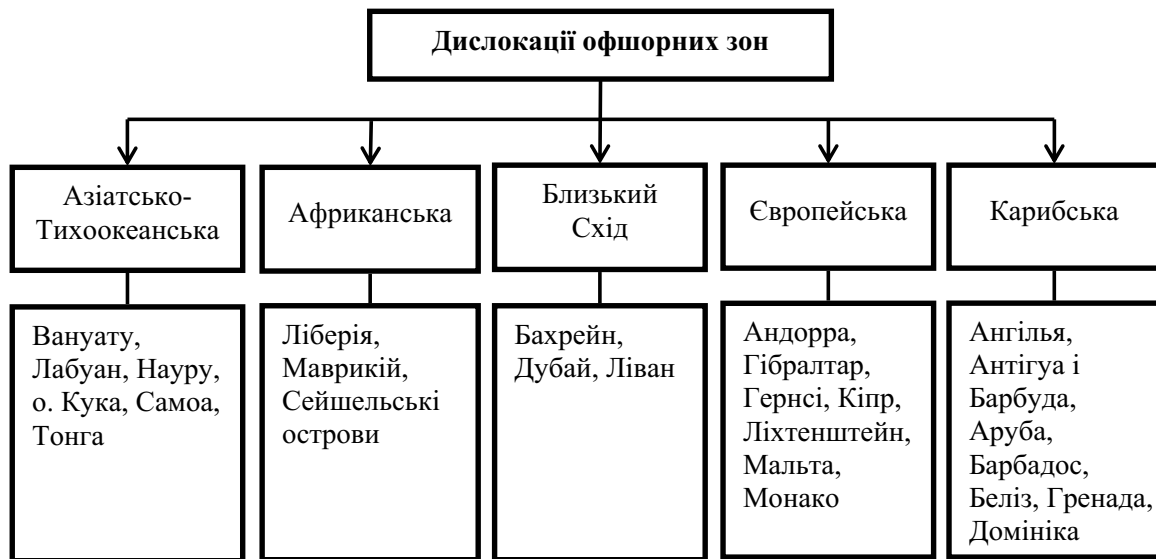 Дислокації офшорних зон
Азіатсько-
Тихоокеанська
Африканська
Близький
Схід
Європейська
Карибська
Вануату,
Лабуан, Науру,
о. Кука, Самоа,
Тонга
Ліберія,
Маврикій,
Сейшельські
острови
Бахрейн,
Дубай, Ліван
Андорра,
Гібралтар,
Гернсі, Кіпр,
Ліхтенштейн,
Мальта,
Монако
Ангілья,
Антігуа і
Барбуда,
Аруба,
Барбадос,
Беліз, Гренада,
Домініка